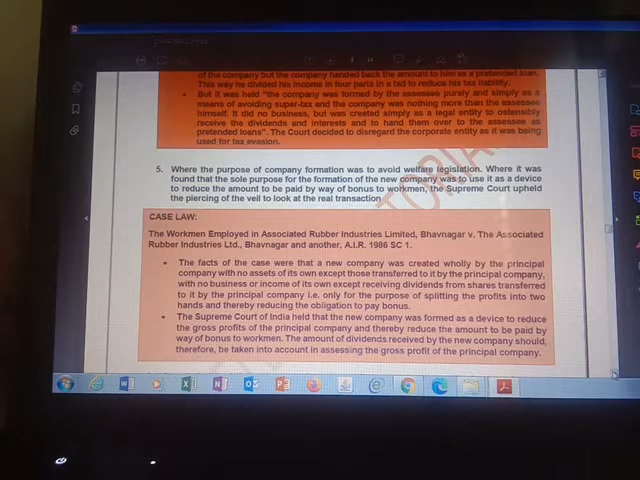 of the company but the company handed back the amount to him as a pretended loan.
This way he divided his income in four parts in a bid to reduce his tax liability.
• But it was held "the company was formed by the assessee purely and simply as a
means of avoiding super-tax and the company was nothing more than the assessee
himself. It did no business, but was created simply as a legal entity to ostensibly
receive the dividends and interests and to hand them over to the assessee as
pretended loans". The Court decided to disregard the corporate entity as it was being
used for tax evasion.
5. Where the purpose of company formation was to avoid welfare legislation. Where it was
found that the sole purpose for the formation of the new company was to use it as a device
to reduce the amount to be paid by way of bonus to workmen, the Supreme Court upheld
the piercing of the veil to look at the real transaction
CASE LAW:
The Workmen Employed in Associated Rubber Industries Limited, Bhavnagar v. The Associated
Rubber Industries Ltd., Bhavnagar and another, A.I.R. 1986 SC 1.
• The facts of the case were that a new company was created wholly by the principal
company with no assets of its own except those transferred to it by the principal company,
with no business or income of its own except receiving dividends from shares transferred
to it by the principal company i.e. only for the purpose of splitting the profits into two
hands and thereby reducing the obligation to pay bonus.
• The Supreme Court of India held that the new company was formed as a device to reduce
the gross profits of the principal company and thereby reduce the amount to be paid by
way of bonus to workmen. The amount of dividends received by the new company should,
therefore, be taken into account in assessing the gross profit of the principal company.